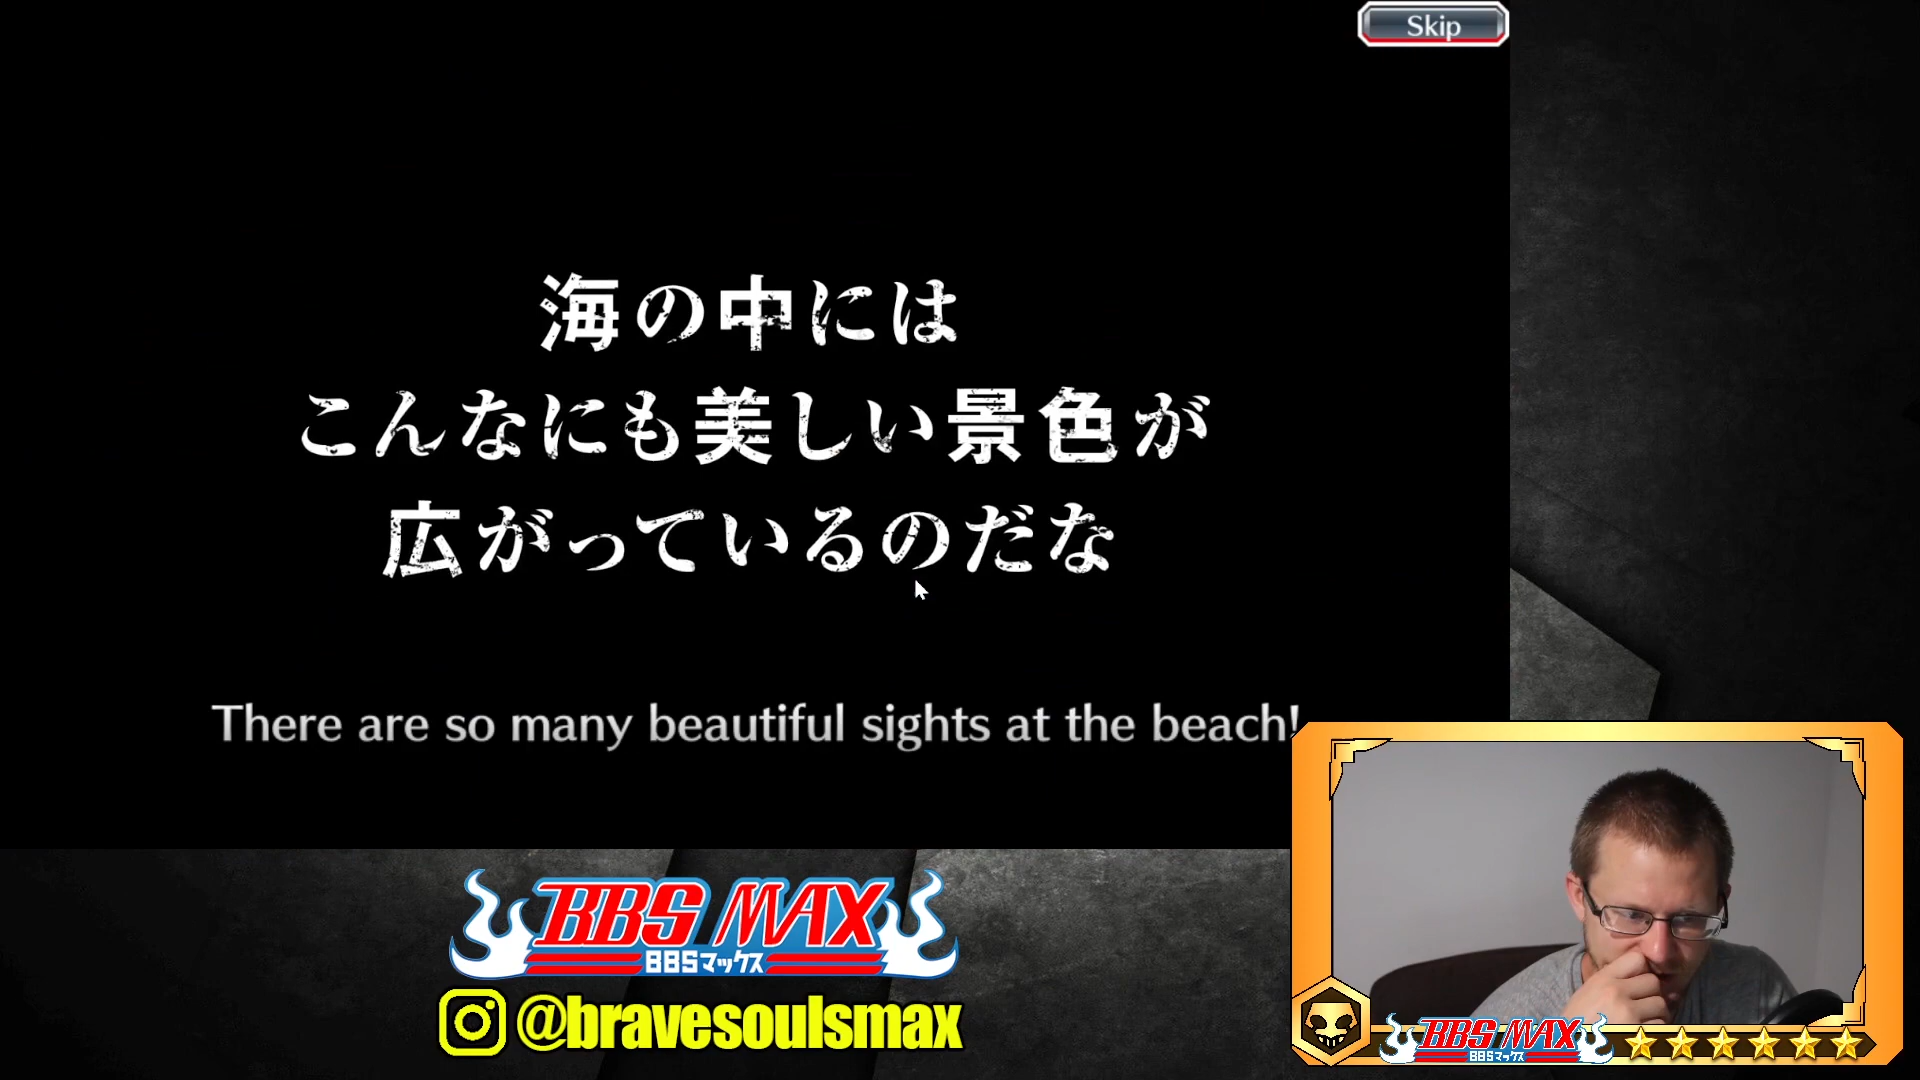 Skip
海の中には
こんなにも美しい景色が
広がっているのだな
There are so many beautiful sights at the beach!
BBS MAX
BBSマックス
@bravesoulsmax
BBS MAX
BBSマックス